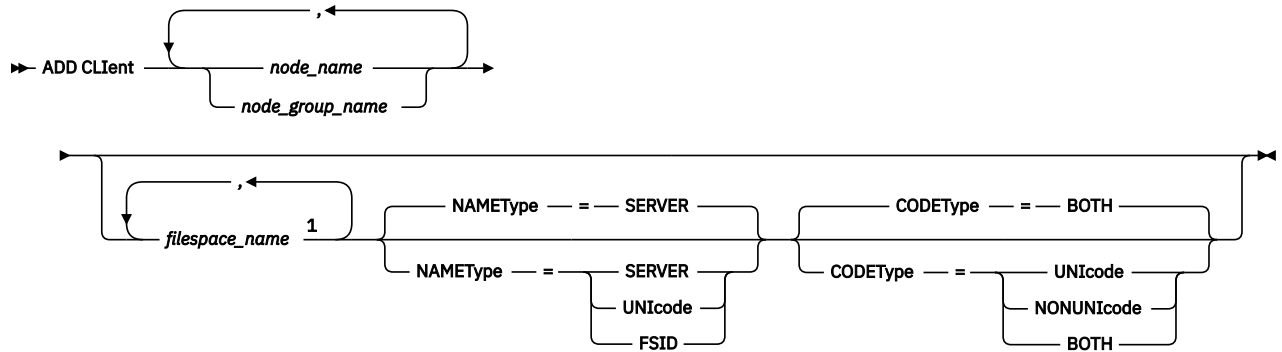 ,
ADD CLIent node_name
node_group_name
,
NAMEType = SERVER CODEType = BOTH
filespace_name 1
NAMEType = SERVER CODEType = UNIcode
UNIcode NONUNIcode
FSID BOTH